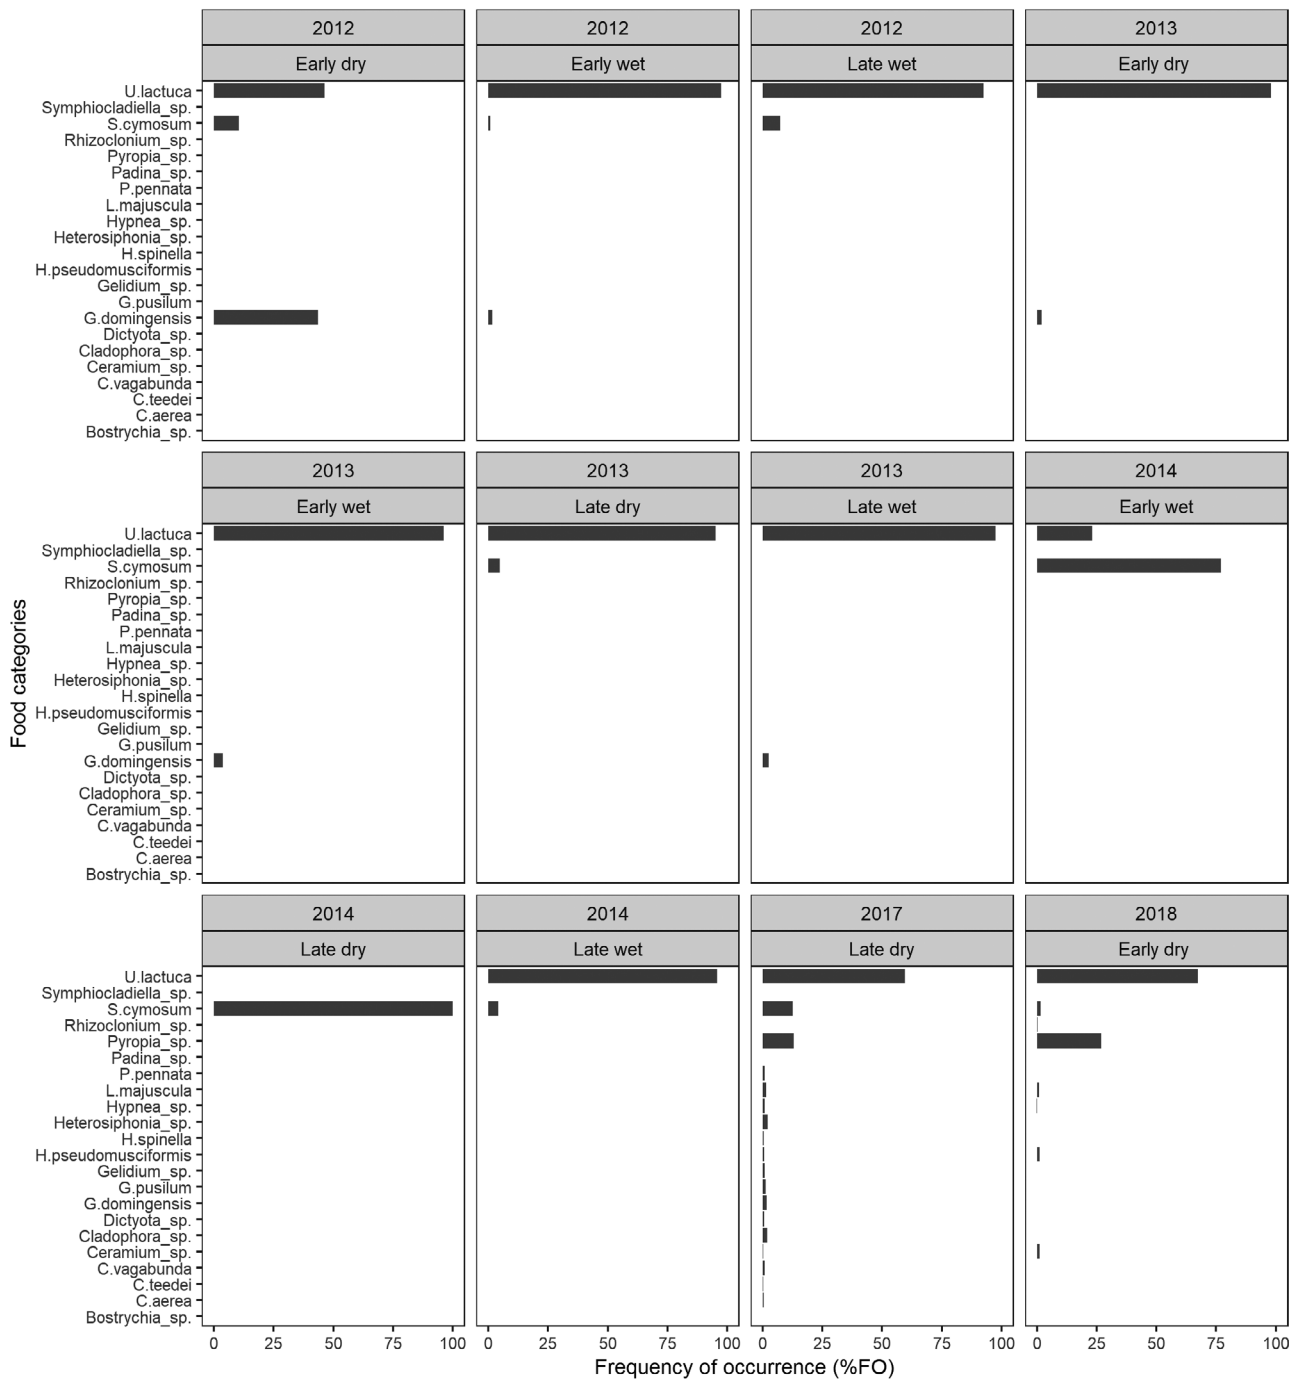 2012 2012 2012 2013
Early dry Early wet Late wet Early dry
U.lactuca
Symphiocladiella_sp.
S.cymosum
Rhizoclonium_sp.
Pyropia_sp.
Padina_sp.
P.pennata
L.majuscula
Hypnea_sp.
Heterosiphonia_sp.
H.spinella
H.pseudomusciformis
Gelidium_sp.
G.pusilum
G.domingensis
Dictyota_sp.
Cladophora_sp.
Ceramium_sp.
C.vagabunda
C.teedei
C.aerea
Bostrychia_sp.
2013 2013 2013 2014
Early wet Late dry Late wet Early wet
Food categories
U.lactuca
Symphiocladiella_sp.
S.cymosum
Rhizoclonium_sp.
Pyropia_sp.
Padina_sp.
P.pennata
L.majuscula
Hypnea_sp.
Heterosiphonia_sp.
H.spinella
H.pseudomusciformis
Gelidium_sp.
G.pusilum
G.domingensis
Dictyota_sp.
Cladophora_sp.
Ceramium_sp.
C.vagabunda
C.teedei
C.aerea
Bostrychia_sp.
2014 2014 2017 2018
Late dry Late wet Late dry Early dry
U.lactuca
Symphiocladiella_sp.
S.cymosum
Rhizoclonium_sp.
Pyropia_sp.
Padina_sp.
P.pennata
L.majuscula
Hypnea_sp.
Heterosiphonia_sp.
H.spinella
H.pseudomusciformis
Gelidium_sp.
G.pusilum
G.domingensis
Dictyota_sp.
Cladophora_sp.
Ceramium_sp.
C.vagabunda
C.teedei
C.aerea
Bostrychia_sp.
0 25 50 75 100 0 25 50 75 100 0 25 50 75 100 0 25 50 75 100
Frequency of occurrence (%FO)